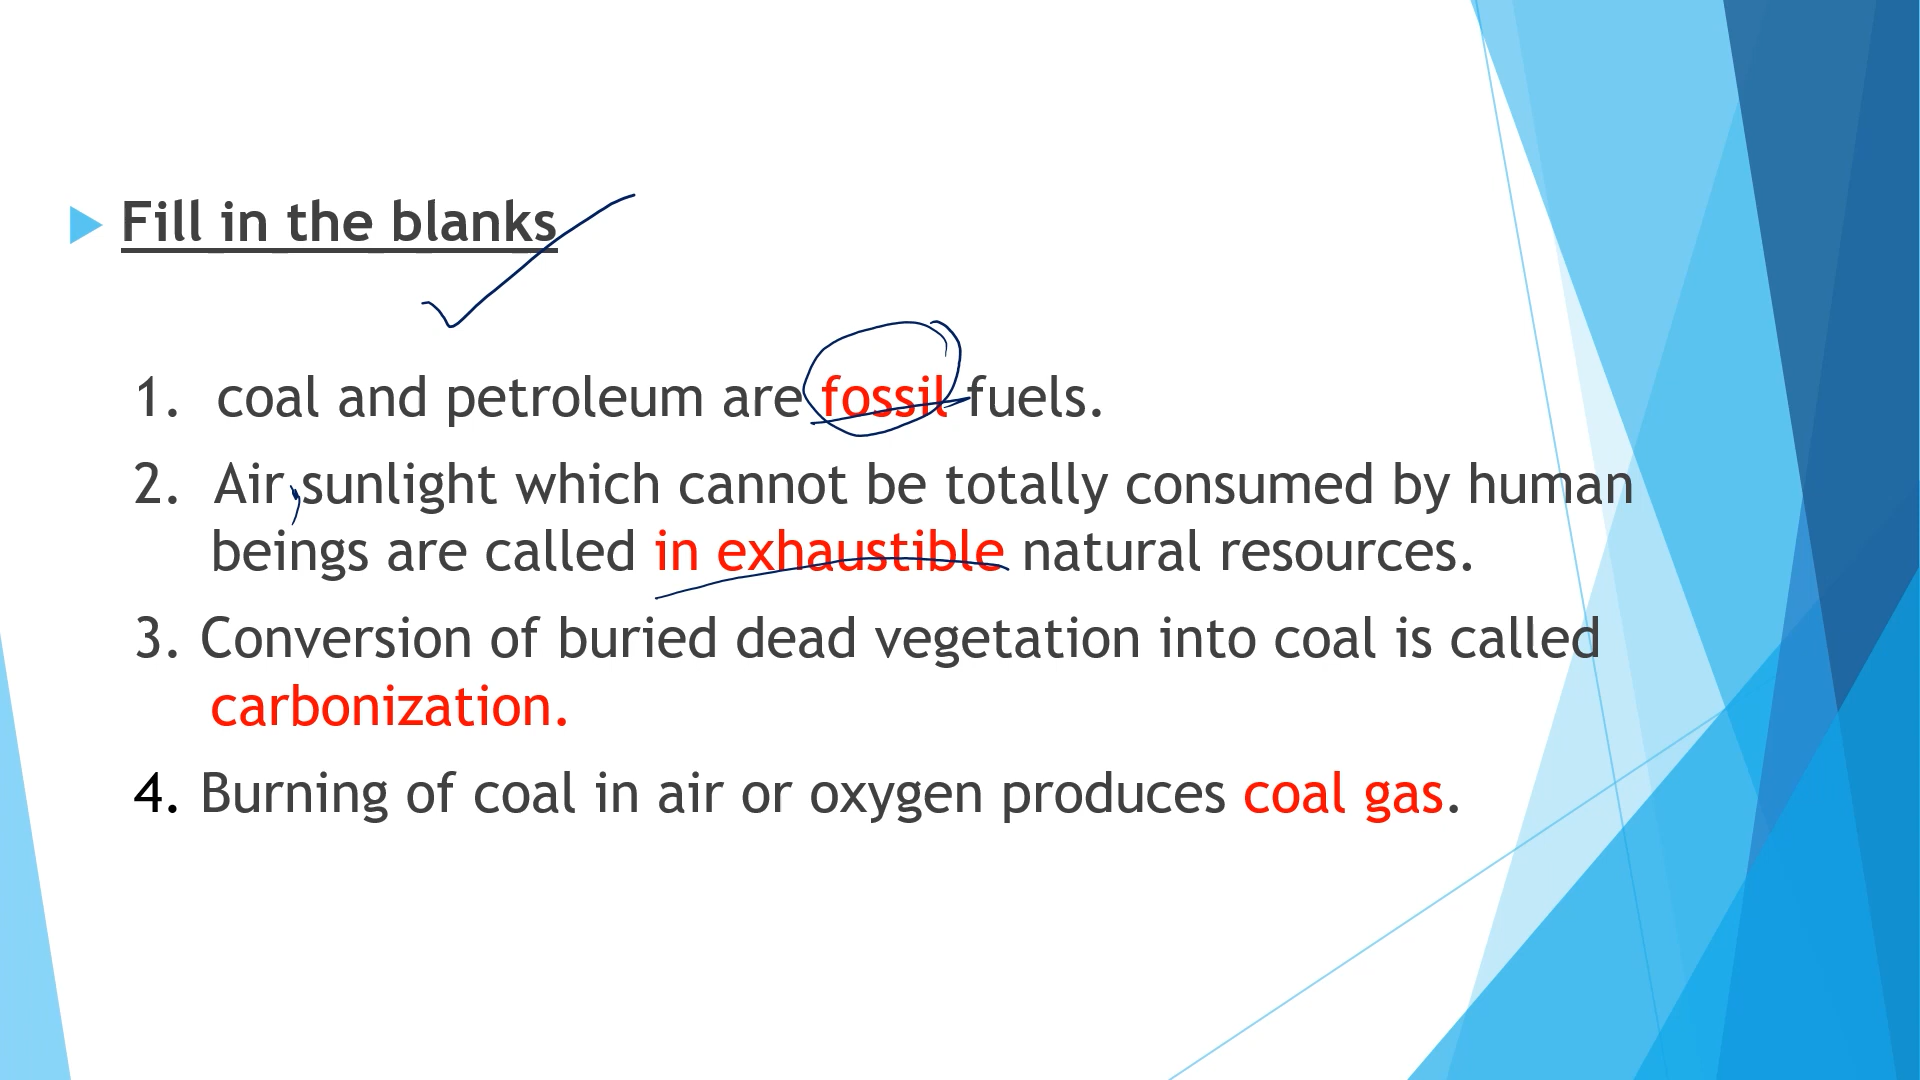 Fill in the blanks
1. coal and petroleum are fossil fuels.
2. Air,sunlight which cannot be totally consumed by human
beings are called in exhaustible natural resources.
3. Conversion of buried dead vegetation into coal is called
carbonization.
4. Burning of coal in air or oxygen produces coal gas.